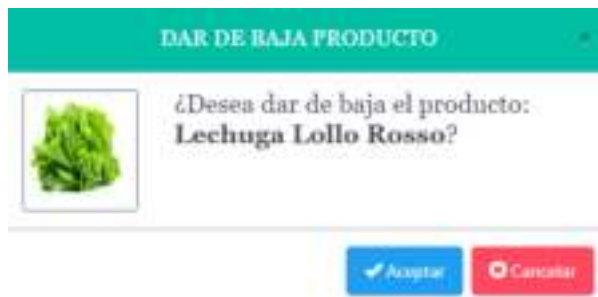 DAR DE BAJA PRODUCTO
¿Desea dar de baja el producto:
Lechuga Lollo Rosso?
Aceptar
Cancelar